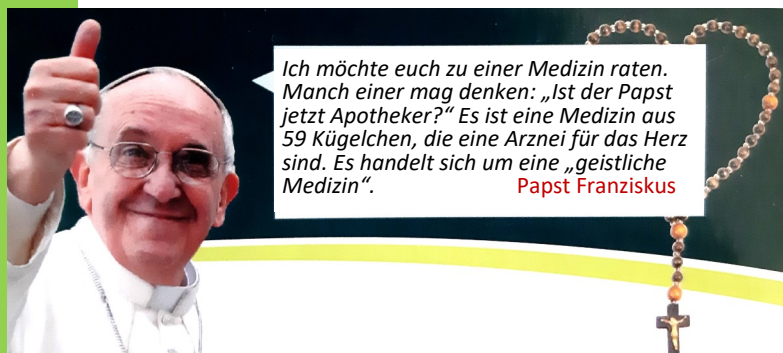 Ich möchte euch zu einer Medizin raten.
Manch einer mag denken: „Ist der Papst
jetzt Apotheker?“ Es ist eine Medizin aus
59 Kügelchen, die eine Arznei für das Herz
sind. Es handelt sich um eine „geistliche
Medizin“. Papst Franziskus